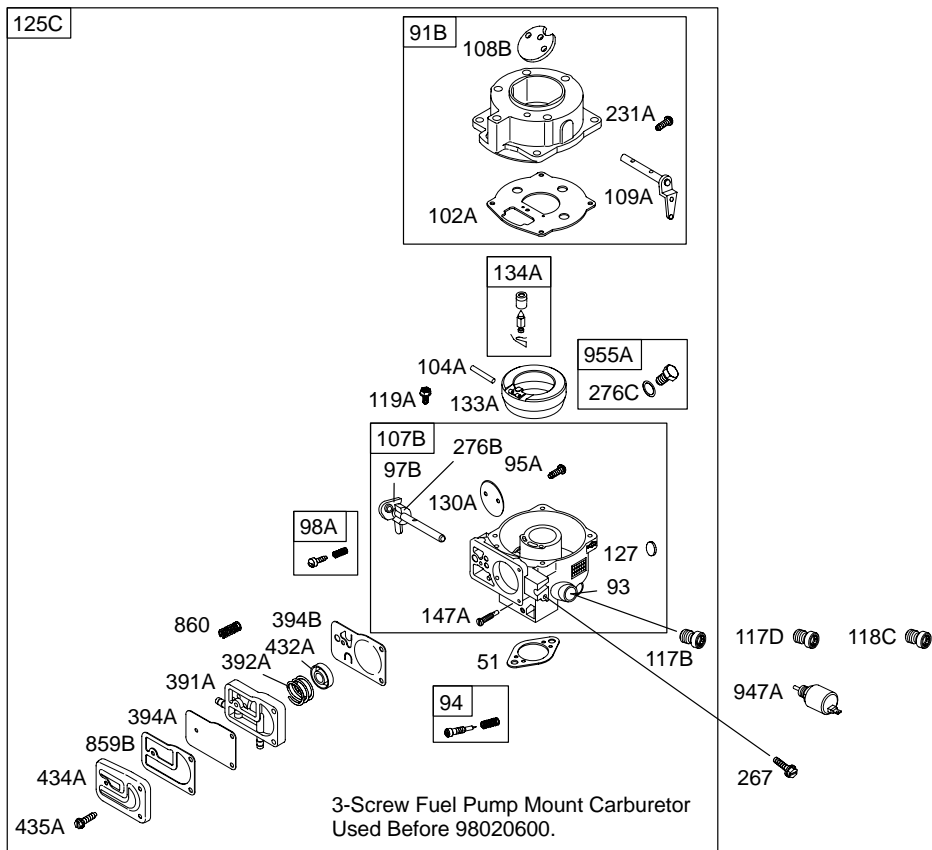 125C
91B
108B
231A
109A
102A
134A
955A
104A
276C
119A
133A
107B
276B
97B
95A
130A
98A
127
93
147A
860
394B
432A
392A
391A
394A
859B
434A
435A
51
94
117B
117D
118C
947A
267
3-Screw Fuel Pump Mount Carburetor
Used Before 98020600.